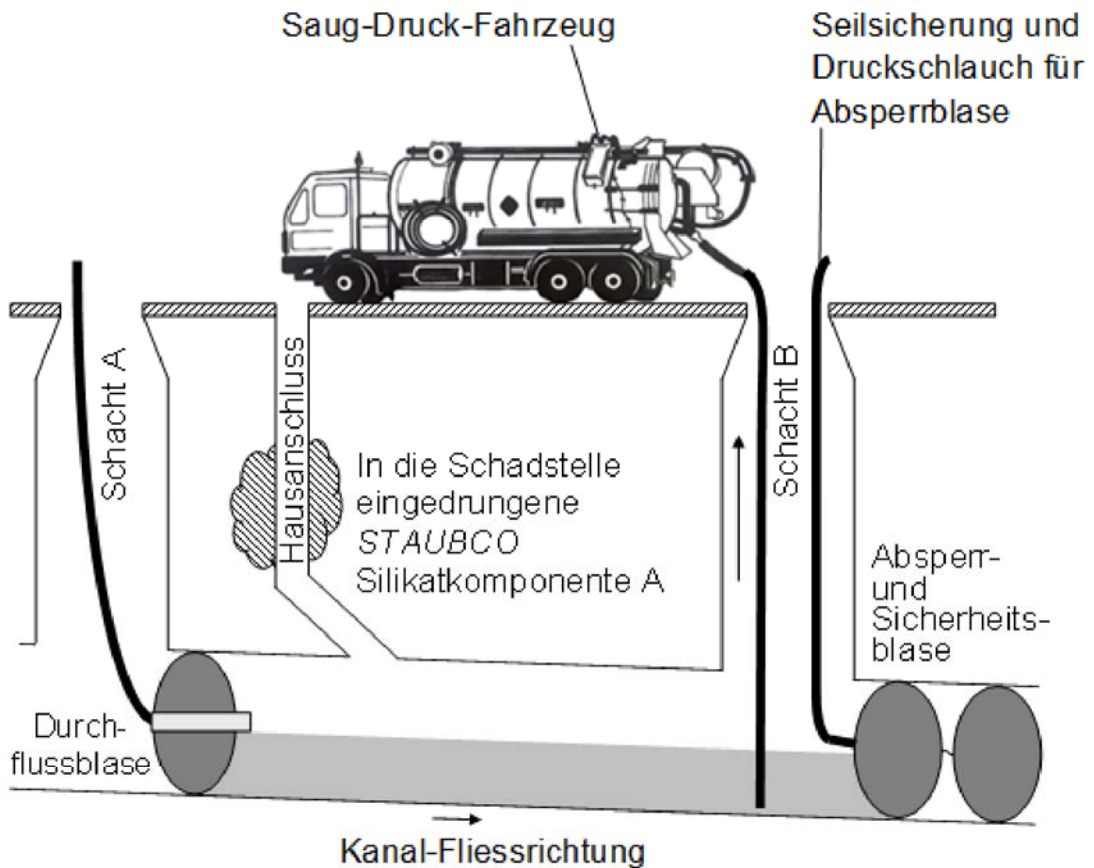 Saug-Druck-Fahrzeug
Seilsicherung und
Druckschlauch für
Absperrblase
Schacht A
Hausanschluss
In die Schadstelle
eingedrungene
STAUBCO
Silikatkomponente A
Schacht B
Absperr-
und
Sicherheits-
blase
Durch-
flussblase
Kanal-Fliessrichtung